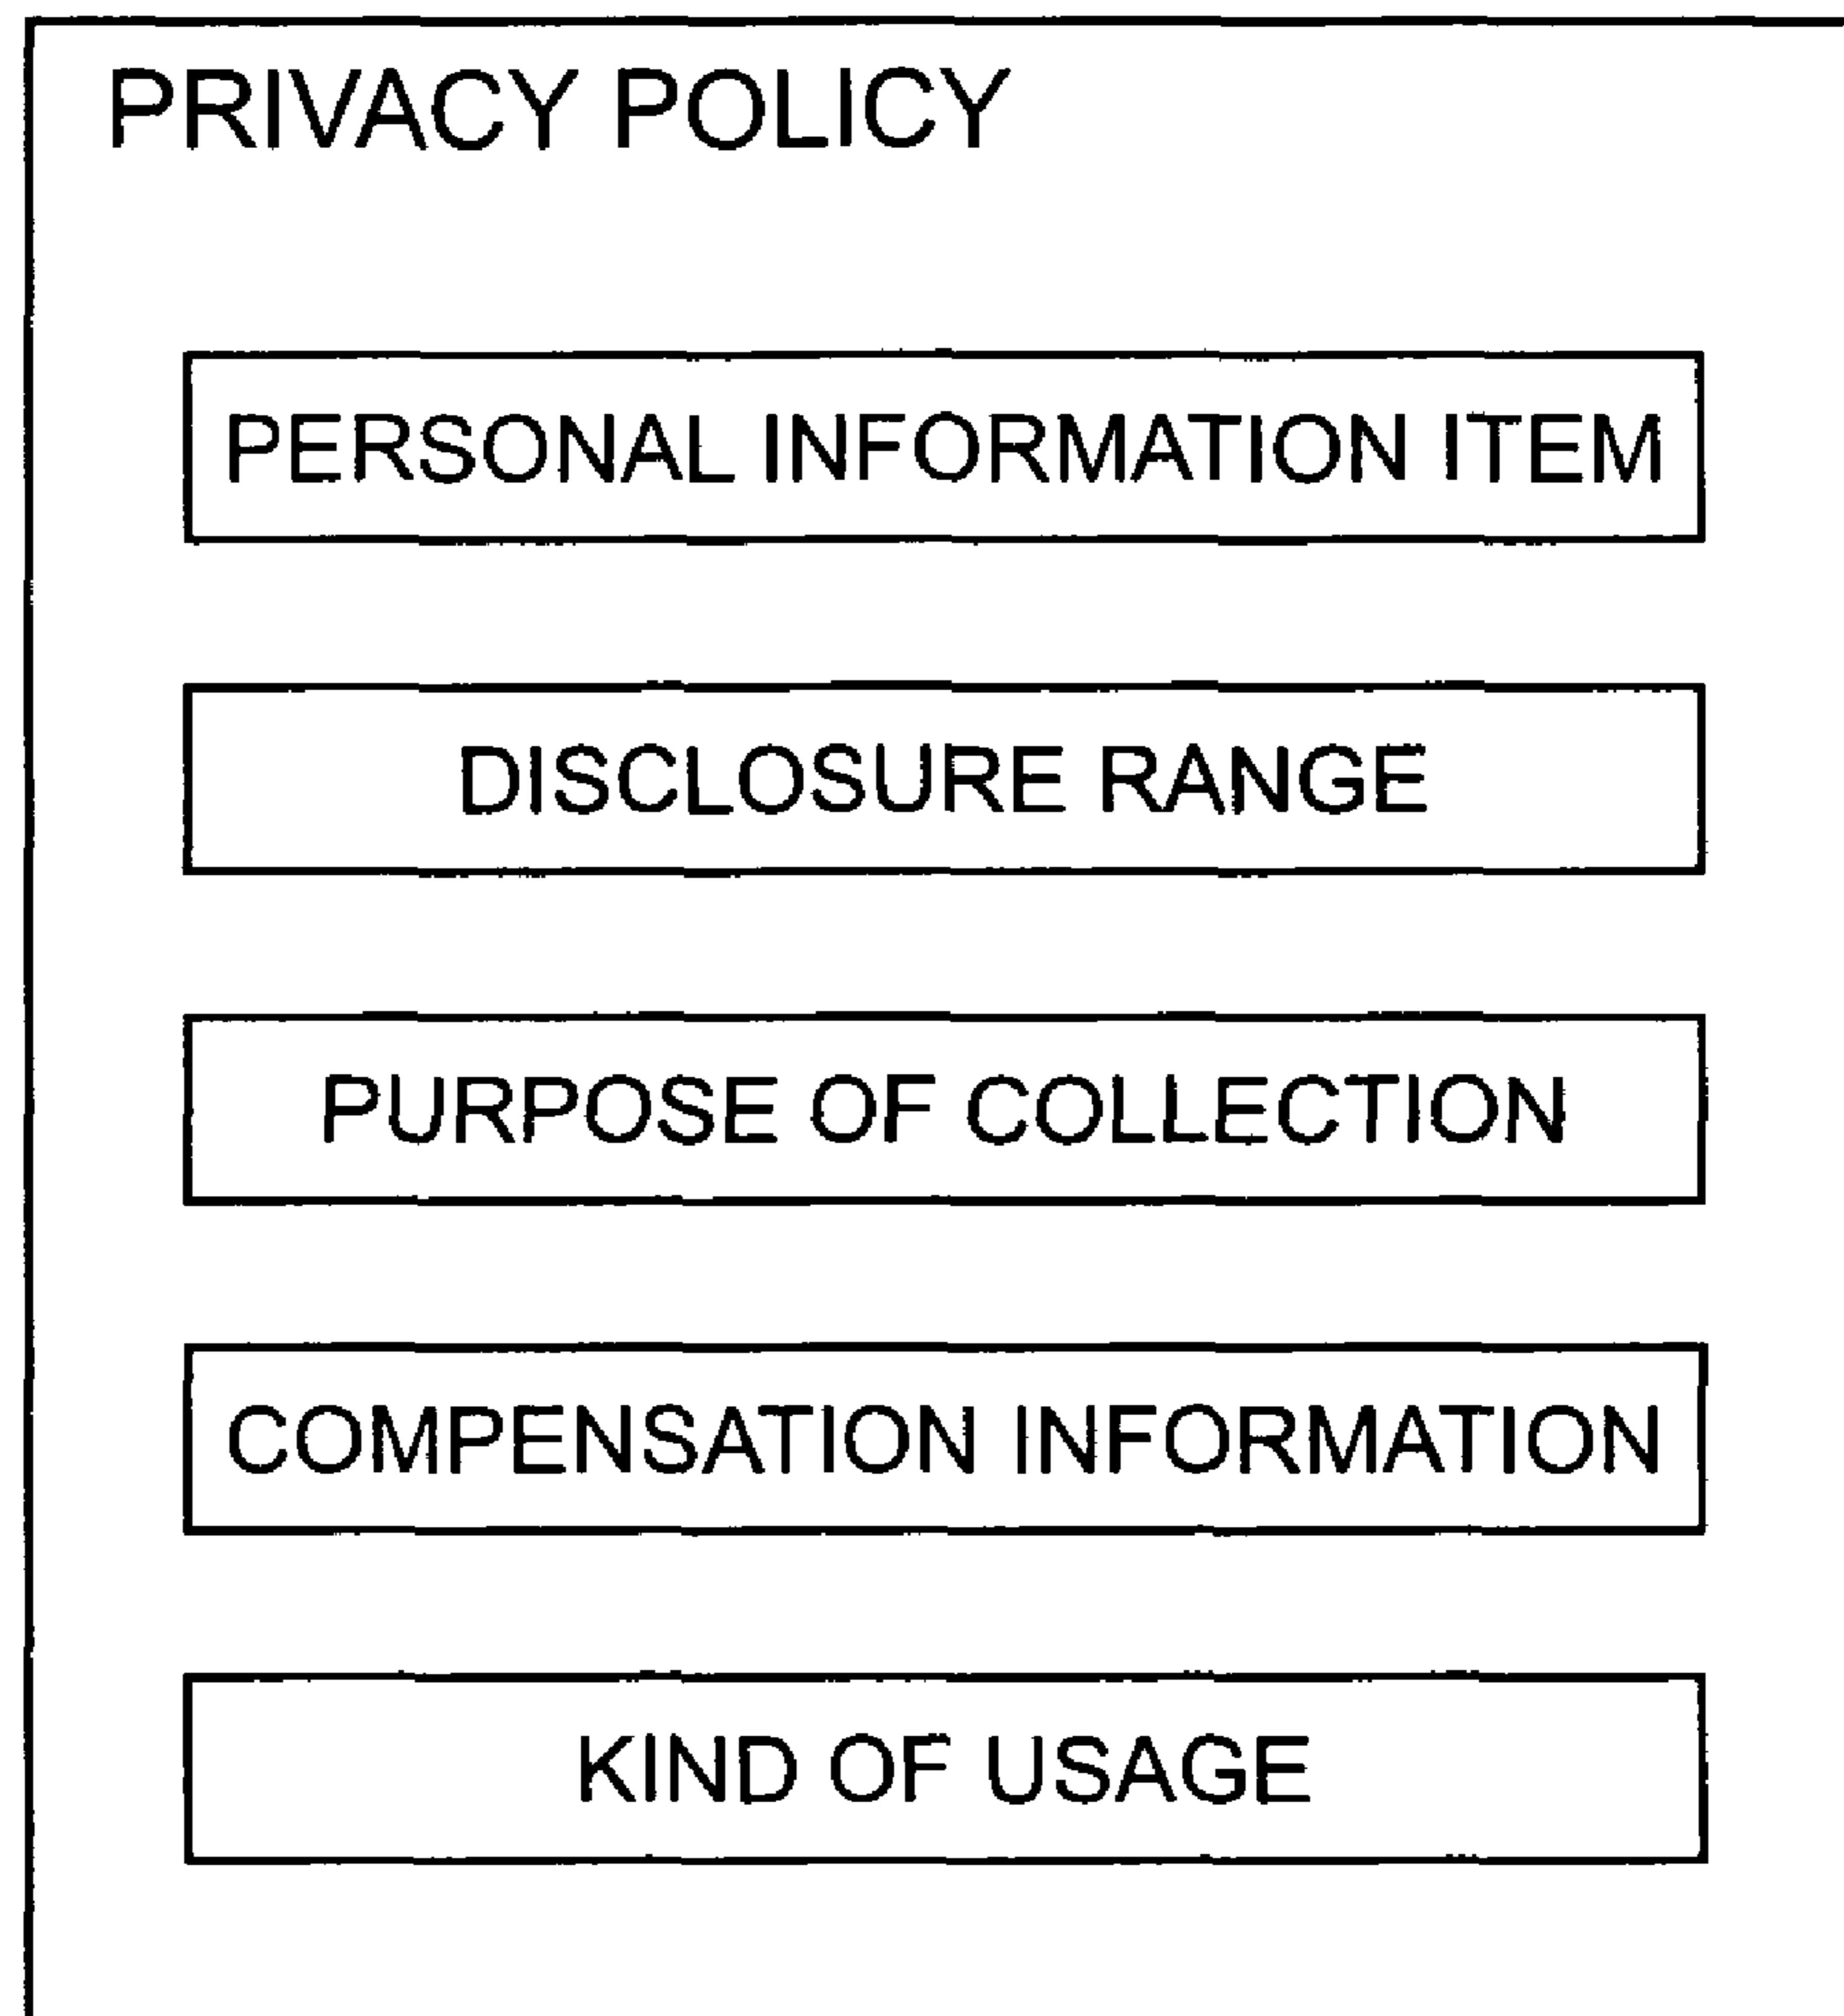 PRIVACY POLICY
PERSONAL INFORMATION ITEM
DISCLOSURE RANGE
PURPOSE OF COLLECTION
COMPENSATION INFORMATION
KIND OF USAGE